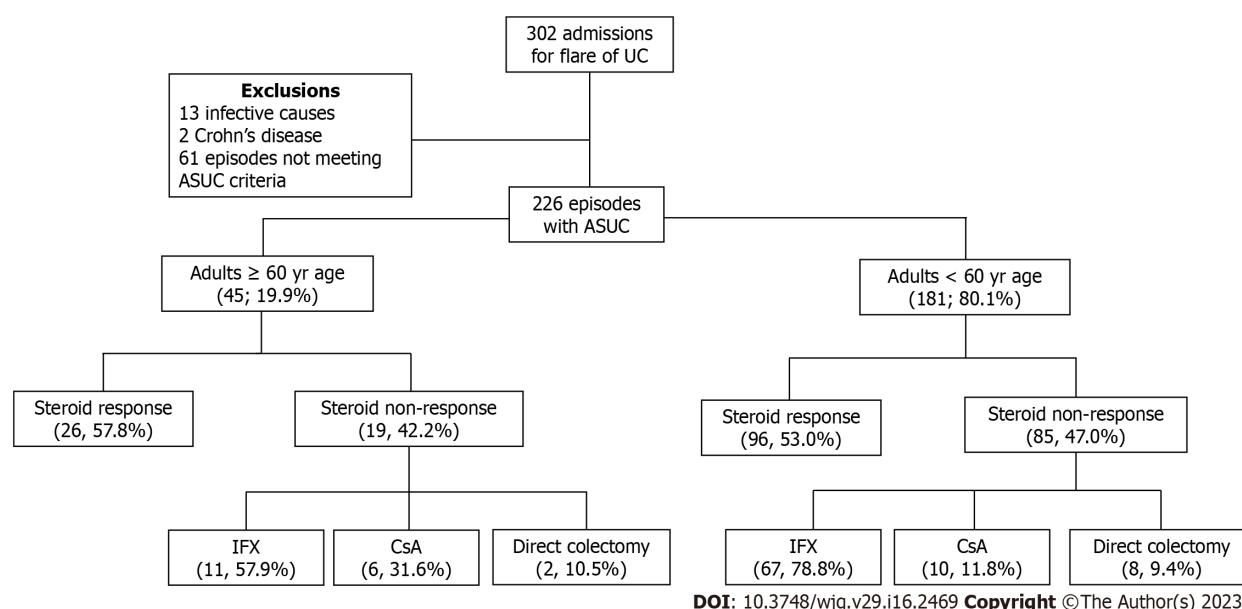 302 admissions
for flare of UC
Exclusions
13 infective causes
2 Crohn's disease
61 episodes not meeting
ASUC criteria
226 episodes
with ASUC
Adults ≥ 60 yr age
(45; 19.9%)
Adults < 60 yr age
(181; 80.1%)
Steroid response
(26, 57.8%)
Steroid non-response
(19, 42.2%)
Steroid response
(96, 53.0%)
Steroid non-response
(85, 47.0%)
IFX
(11, 57.9%)
CsA
(6, 31.6%)
Direct colectomy
(2, 10.5%)
IFX
(67, 78.8%)
CsA
(10, 11.8%)
Direct colectomy
(8, 9.4%)
DOI: 10.3748/wjg.v29.i16.2469 Copyright ©The Author(s) 2023